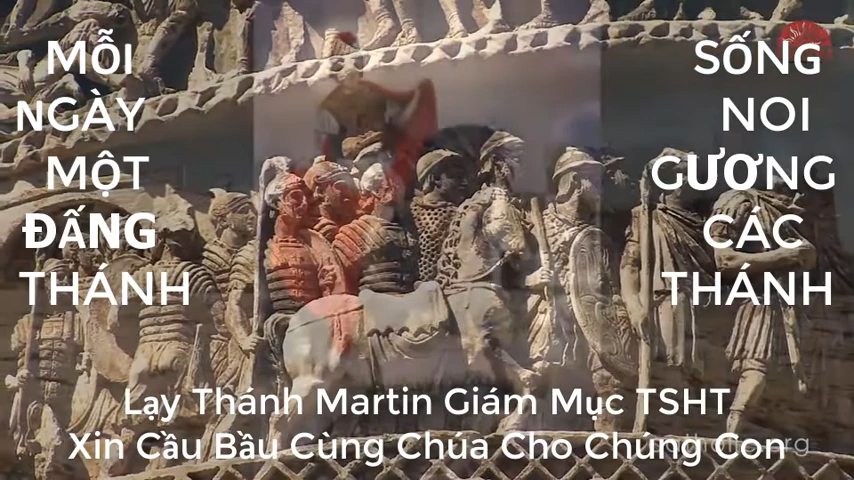 MỖI
NGÀY
MỘT
ĐẤNG
THÁNH
SỐNG
NOI
GƯƠNG
CÁC
THÁNH
Lạy Thánh Martin Giám Mục TSHT
Xin Cầu Bầu Cùng Chúa Cho Chúng Con